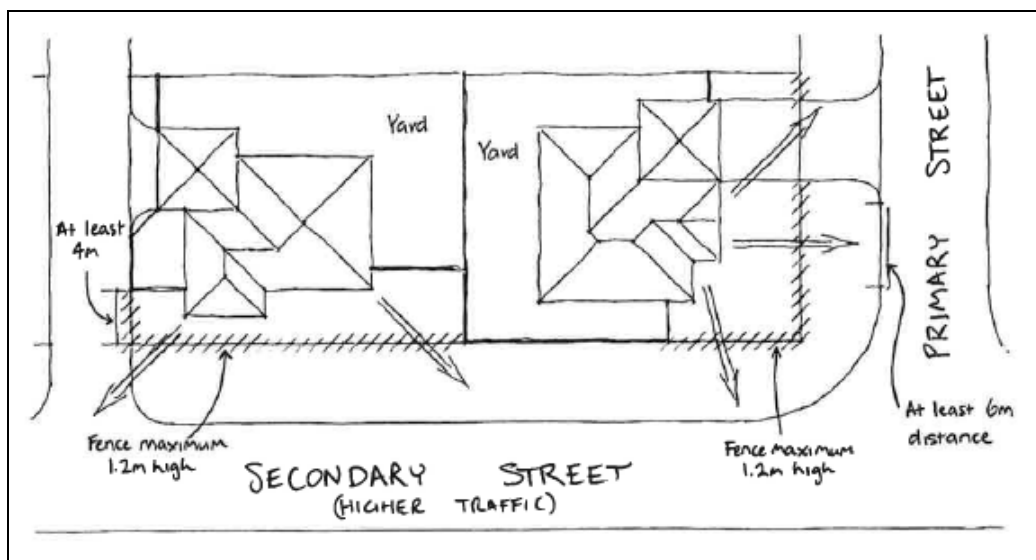 Yard
Yard
At least
4m
Fence maximum
1.2m high
SECONDARY STREET
(HIGHER TRAFFIC)
Fence maximum
1.2m high
At least 6m
distance
PRIMARY STREET